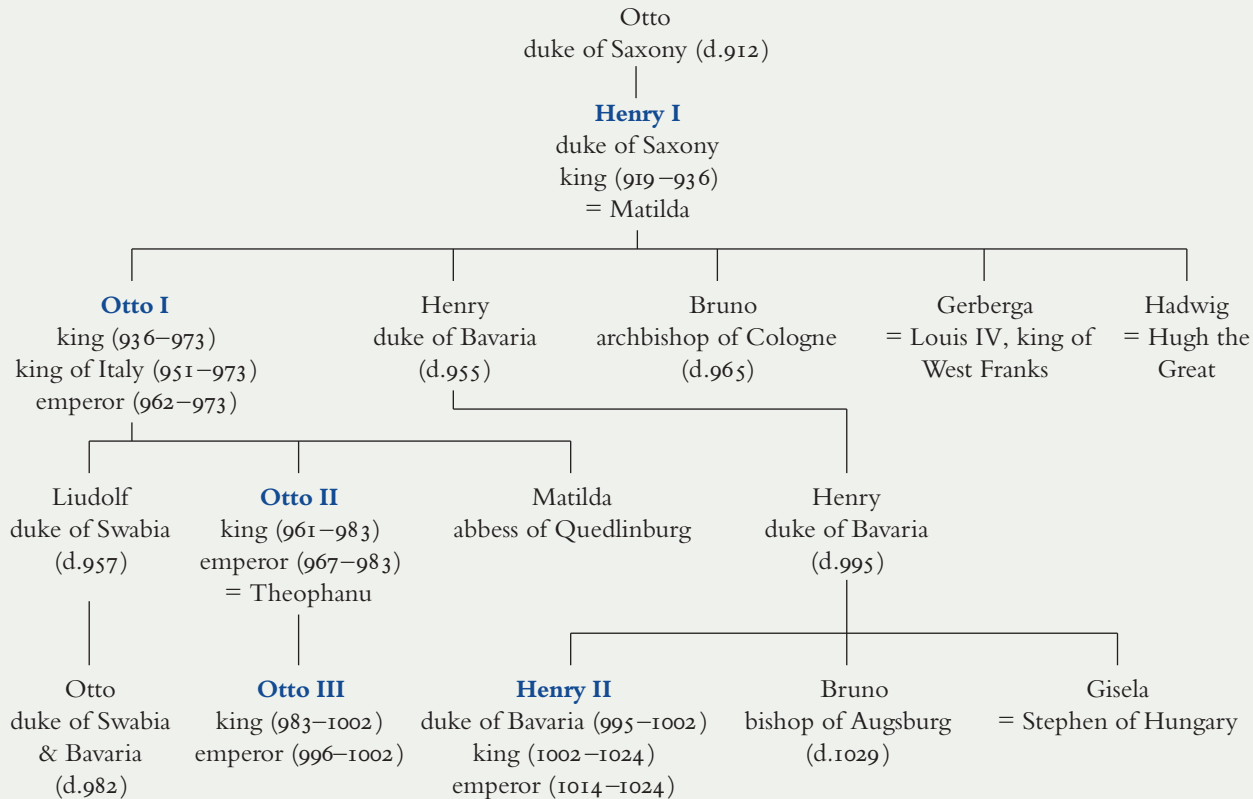 Otto
duke of Saxony (d.912)
Henry I
duke of Saxony
king (919–936)
= Matilda
Otto I
king (936–973)
king of Italy (951–973)
emperor (962–973)
Henry
duke of Bavaria
(d.955)
Bruno
archbishop of Cologne
(d.965)
Gerberga
= Louis IV, king of
West Franks
Hadwig
= Hugh the
Great
Liudolf
duke of Swabia
(d.957)
Otto II
king (961–983)
emperor (967–983)
= Theophanu
Matilda
abbess of Quedlinburg
Henry
duke of Bavaria
(d.995)
Otto
duke of Swabia
& Bavaria
(d.982)
Otto III
king (983–1002)
emperor (996–1002)
Henry II
duke of Bavaria (995–1002)
king (1002–1024)
emperor (1014–1024)
Bruno
bishop of Augsburg
(d.1029)
Gisela
= Stephen of Hungary